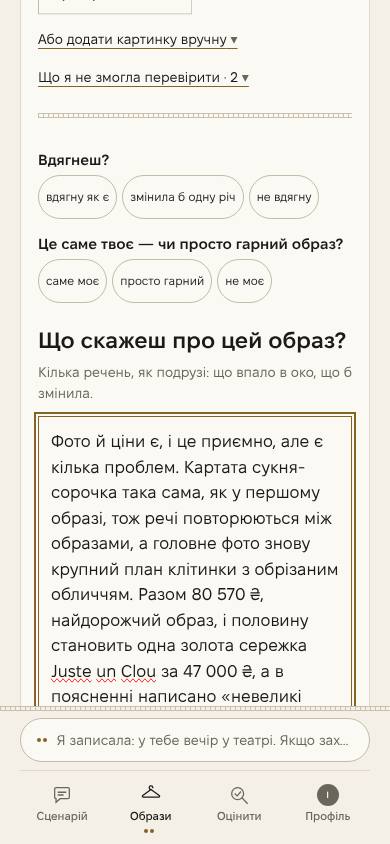 Або додати картинку вручну ▾
Що я не змогла перевірити · 2 ▾
Вдягнеш?
вдягну як є
змінила б одну річ
не вдягну
Це саме твоє — чи просто гарний образ?
саме моє
просто гарний
не моє
Що скажеш про цей образ?
Кілька речень, як подрузі: що впало в око, що б
змінила.
Фото й ціни є, і це приємно, але є
кілька проблем. Картата сукня-
сорочка така сама, як у першому
образі, тож речі повторюються між
образами, а головне фото знову
крупний план клітинки з обрізаним
обличчям. Разом 80 570 ₴,
найдорожчий образ, і половину
становить одна золота сережка
Juste un Clou за 47 000 ₴, а в
поясненні написано «невеликі
Я записала: у тебе вечір у театрі. Якщо зах...
Сценарій
Образи
Оцінити
І
Профіль